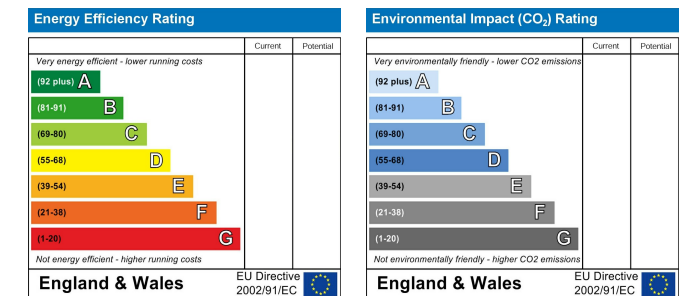 Energy Efficiency Rating
Current Potential
Very energy efficient - lower running costs
(92 plus) A
(81-91) B
(69-80) C
(55-68) D
(39-54) E
(21-38) F
(1-20) G
Not energy efficient - higher running costs
England & Wales
EU Directive
2002/91/EC
Environmental Impact (CO₂) Rating
Current Potential
Very environmentally friendly - lower CO2 emissions
(92 plus) A
(81-91) B
(69-80) C
(55-68) D
(39-54) E
(21-38) F
(1-20) G
Not environmentally friendly - higher CO2 emissions
England & Wales
EU Directive
2002/91/EC